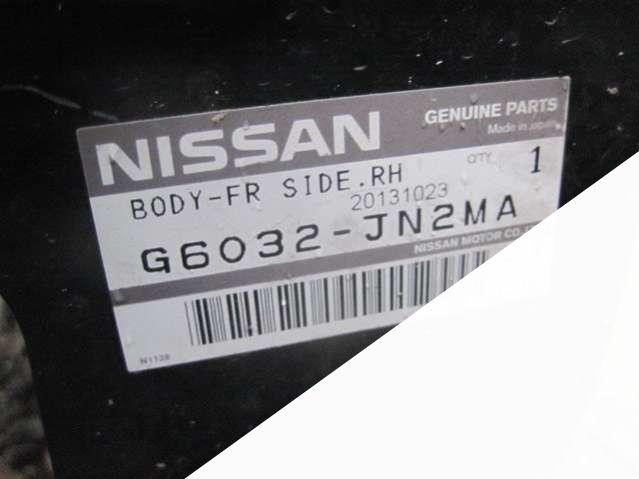 NISSAN
GENUINE PARTS
Made in Japan
BODY-FR SIDE.RH
QTY 1
20131023
G6032-JN2MA
NISSAN MOTOR CO.
N1138